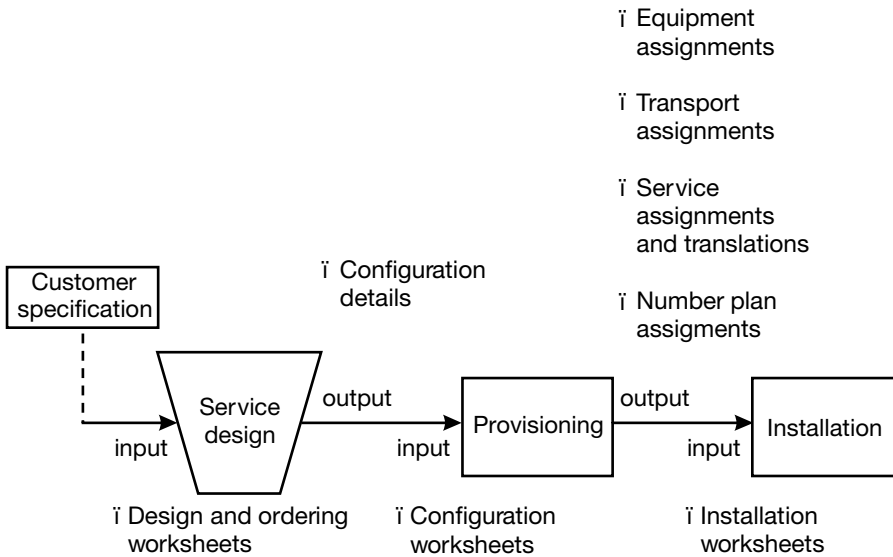 ï Equipment
assignments
ï Transport
assignments
ï Service
assignments
and translations
ï Number plan
assigments
ï Configuration
details
Customer
specification
Service
design
Provisioning
Installation
input
output
input
output
input
ï Design and ordering
worksheets
ï Configuration
worksheets
ï Installation
worksheets